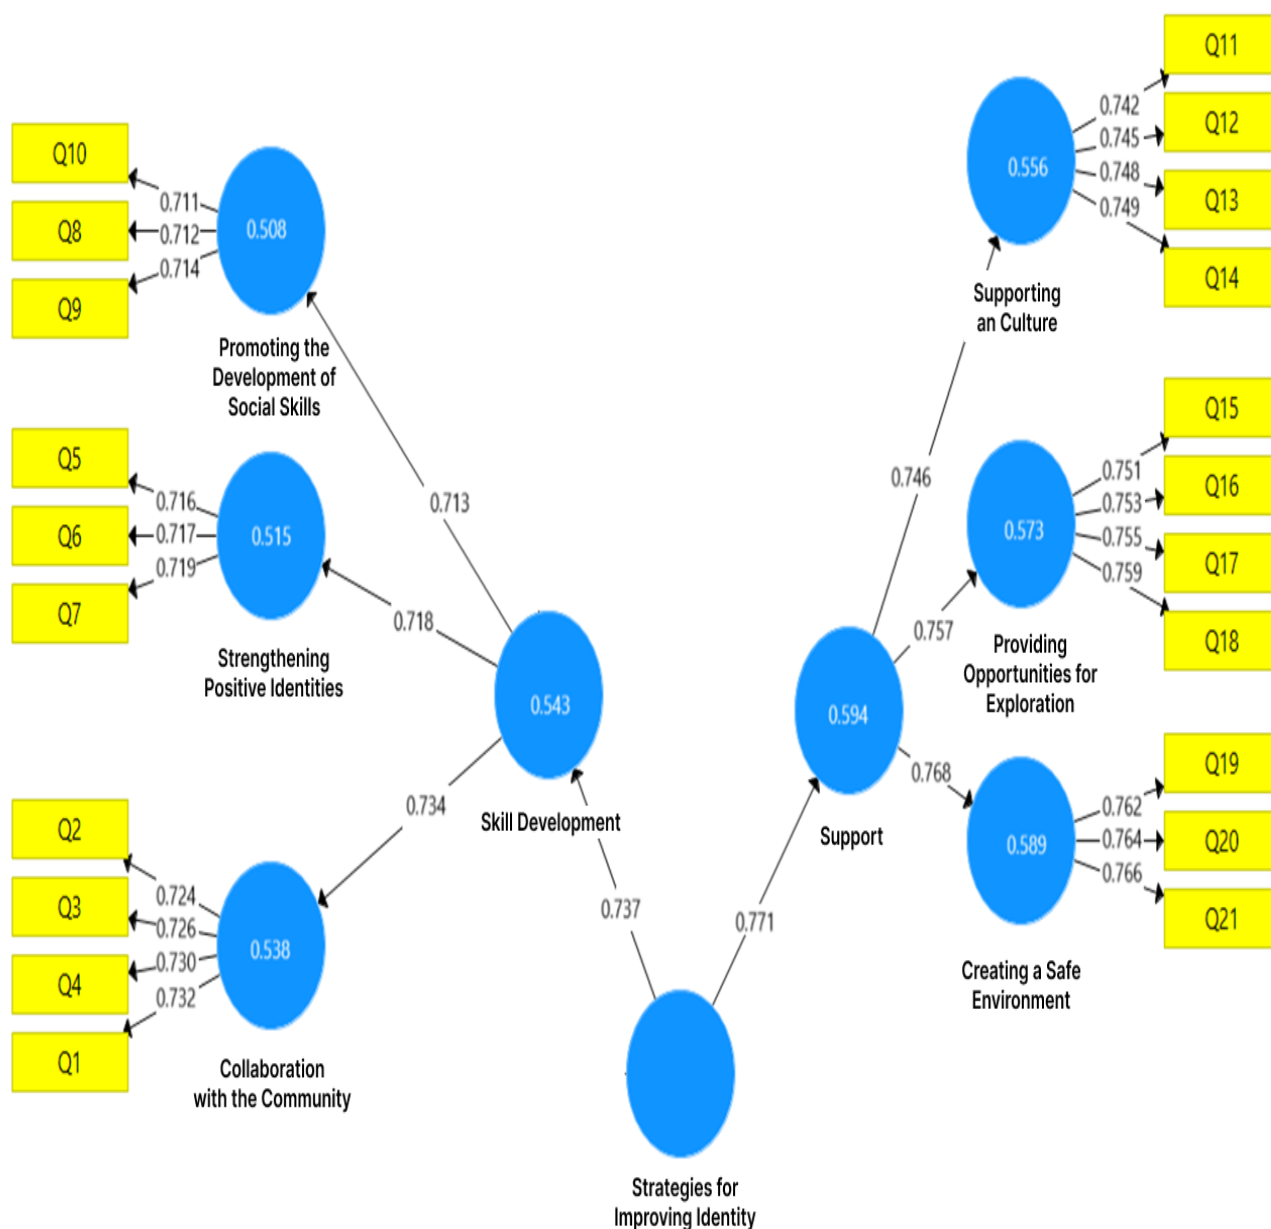 Q10
Q8
Q9
0.711
0.712
0.714
0.508
Promoting the
Development of
Social Skills
Q5
Q6
Q7
0.716
0.717
0.719
0.515
Strengthening
Positive Identities
Q2
Q3
Q4
Q1
0.724
0.726
0.730
0.732
0.538
Collaboration
with the Community
0.713
0.718
0.734
0.543
Skill Development
0.737
0.771
Strategies for
Improving Identity
0.594
Support
0.746
0.757
0.768
0.556
Supporting
an Culture
0.742
0.745
0.748
0.749
Q11
Q12
Q13
Q14
0.573
Providing
Opportunities for
Exploration
0.751
0.753
0.755
0.759
Q15
Q16
Q17
Q18
0.589
Creating a Safe
Environment
0.762
0.764
0.766
Q19
Q20
Q21